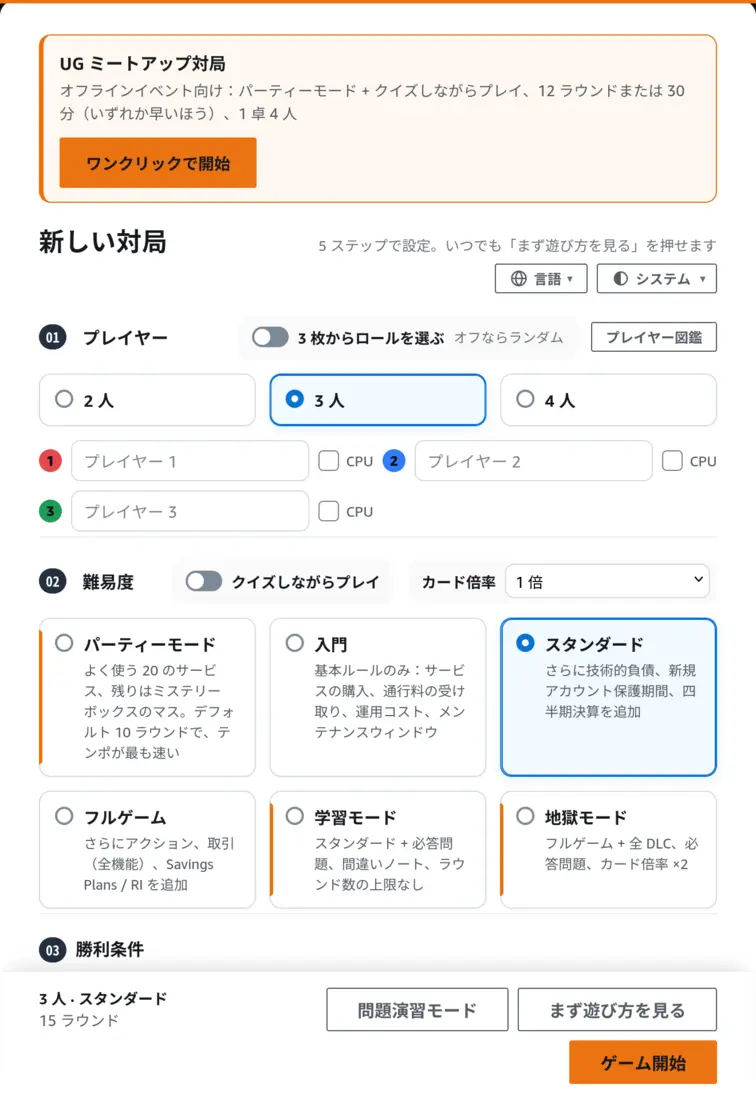 UG ミートアップ対局
オフラインイベント向け：パーティーモード + クイズしながらプレイ、12 ラウンドまたは 30
分（いずれか早いほう）、1 卓 4 人
ワンクリックで開始
新しい対局
5 ステップで設定。いつでも「まず遊び方を見る」を押せます
言語 ▾
システム ▾
01 プレイヤー
3 枚からロールを選ぶ オフならランダム
プレイヤー図鑑
2 人
3 人
4 人
1 プレイヤー 1
CPU
2 プレイヤー 2
CPU
3 プレイヤー 3
CPU
02 難易度
クイズしながらプレイ
カード倍率
1 倍
パーティーモード
よく使う 20 のサービ
ス、残りはミステリー
ボックスのマス。デフォ
ルト 10 ラウンドで、テ
ンポが最も速い
入門
基本ルールのみ：サービ
スの購入、通行料の受け
取り、運用コスト、メン
テナンスウィンドウ
スタンダード
さらに技術的負債、新規
アカウント保護期間、四
半期決算を追加
フルゲーム
さらにアクション、取引
（全機能）、Savings
Plans / RI を追加
学習モード
スタンダード + 必答問
題、間違いノート、ラウ
ンド数の上限なし
地獄モード
フルゲーム + 全 DLC、必
答問題、カード倍率 ×2
03 勝利条件
3 人 · スタンダード
15 ラウンド
問題演習モード
まず遊び方を見る
ゲーム開始